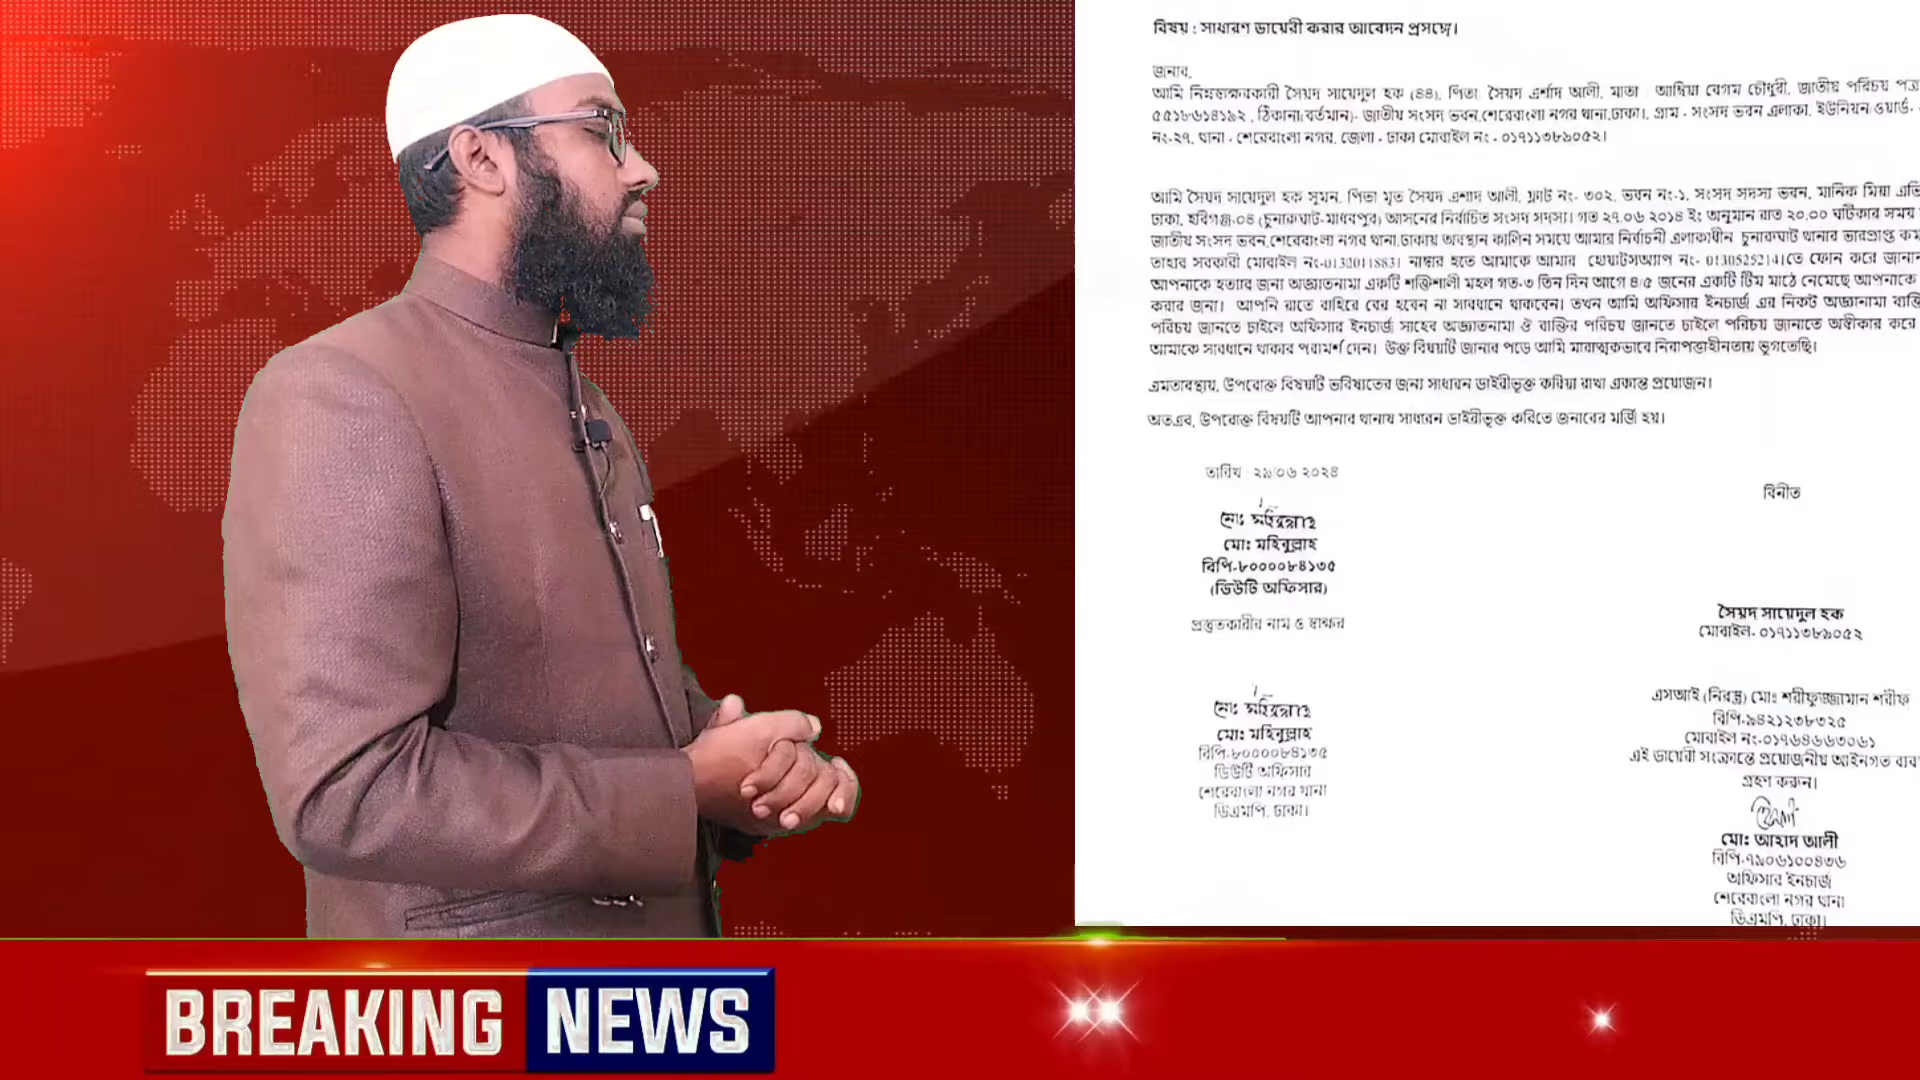 বিষয় : সাধারণ ডায়েরী করার আবেদন প্রসঙ্গে।
জনাব,
আমি নিম্নস্বাক্ষরকারী সৈয়দ সায়েদুল হক (৪৪), পিতা সৈয়দ এর্শাদ আলী, মাতা আম্বিয়া বেগম চৌধুরী, জাতীয় পরিচয় পত্র
৫৫১৮৬১৪১৯২ , ঠিকানা(বর্তমান)- জাতীয় সংসদ ভবন,শেরেবাংলা নগর থানা,ঢাকা।, গ্রাম - সংসদ ভবন এলাকা, ইউনিয়ন/ওয়ার্ড-
নং-২৭, থানা - শেরেবাংলা নগর, জেলা - ঢাকা মোবাইল নং - ০১৭১১৩৮৯০৫২।
আমি সৈয়দ সায়েদুল হক সুমন, পিতা মৃত সৈয়দ এশাদ আলী, ফ্লাট নং- ৩০২, ভবন নং-১, সংসদ সদস্য ভবন, মানিক মিয়া
ঢাকা, হবিগঞ্জ-০৪ (চুনারুঘাট-মাধবপুর) আসনের নির্বাচিত সংসদ সদস্য। গত ২৭.০৬ ২০১৪ ইং অনুমান রাত ২০.০০ ঘটিকার সময়
জাতীয় সংসদ ভবন,শেরেবাংলা নগর থানা,ঢাকায় অবস্থান কালিন সময়ে আমার নির্বাচনী এলাকাধীন চুনারুঘাট থানার ভারপ্রাপ্ত
তাহার সরকারী মোবাইল নং-01320118831 নাম্বার হতে আমাকে আমার হোয়াটসঅ্যাপ নং- 01305252141তে ফোন করে
আপনাকে হত্যার জন্য অজ্ঞাতনামা একটি শক্তিশালী মহল গত-৩ তিন দিন আগে ৪/৫ জনের একটি টিম মাঠে নেমেছে আপনাকে
করার জন্য। আপনি রাতে বাহিরে বের হবেন না সাবধানে থাকবেন। তখন আমি অফিসার ইনচার্জ এর নিকট অজ্ঞানামা
পরিচয় জানতে চাইলে অফিসার ইনচার্জ সাহেব অজ্ঞাতনামা ঐ ব্যক্তির পরিচয় জানতে চাইলে পরিচয় জানাতে অস্বীকার করে
আমাকে সাবধানে থাকার পরামর্শ দেন। উক্ত বিষয়টি জানার পড়ে আমি মারাত্মকভাবে নিরাপত্তাহীনতায় ভুগতেছি।
এমতাবস্থায়, উপরোক্ত বিষয়টি ভবিষ্যতের জন্য সাধারন ডাইরীভূক্ত করিয়া রাখা একান্ত প্রয়োজন।
অতএব, উপরোক্ত বিষয়টি আপনার থানায় সাধারন ডাইরীভূক্ত করিতে জনাবের মর্জি হয়।
তারিখ - ২৯/০৬ ২০২৪
বিনীত
মোঃ মহিবুল্লাহ
মোঃ মহিবুল্লাহ
বিপি-৮০০০০৮৪১৩৫
(ডিউটি অফিসার)
প্রস্তুতকারীর নাম ও স্বাক্ষর
সৈয়দ সায়েদুল হক
মোবাইল- ০১৭১১৩৮৯০৫২
মোঃ মহিবুল্লাহ
মোঃ মহিবুল্লাহ
বিপি-৮০০০০৮৪১৩৫
ডিউটি অফিসার
শেরেবাংলা নগর থানা
ডিএমপি, ঢাকা।
এসআই (নিরস্ত্র) মোঃ শরীফুজ্জামান শরীফ
বিপি-৯৪২১২৩৮৩২৫
মোবাইল নং-০১৭৬৪৬৬৩০৬১
এই ডায়েরী সংক্রান্তে প্রয়োজনীয় আইনগত
গ্রহণ করুন।
মোঃ আহাদ আলী
বিপি-৭৯০৬১০০৪৩৬
অফিসার ইনচার্জ
শেরেবাংলা নগর থানা
ডিএমপি, ঢাকা।
BREAKING NEWS